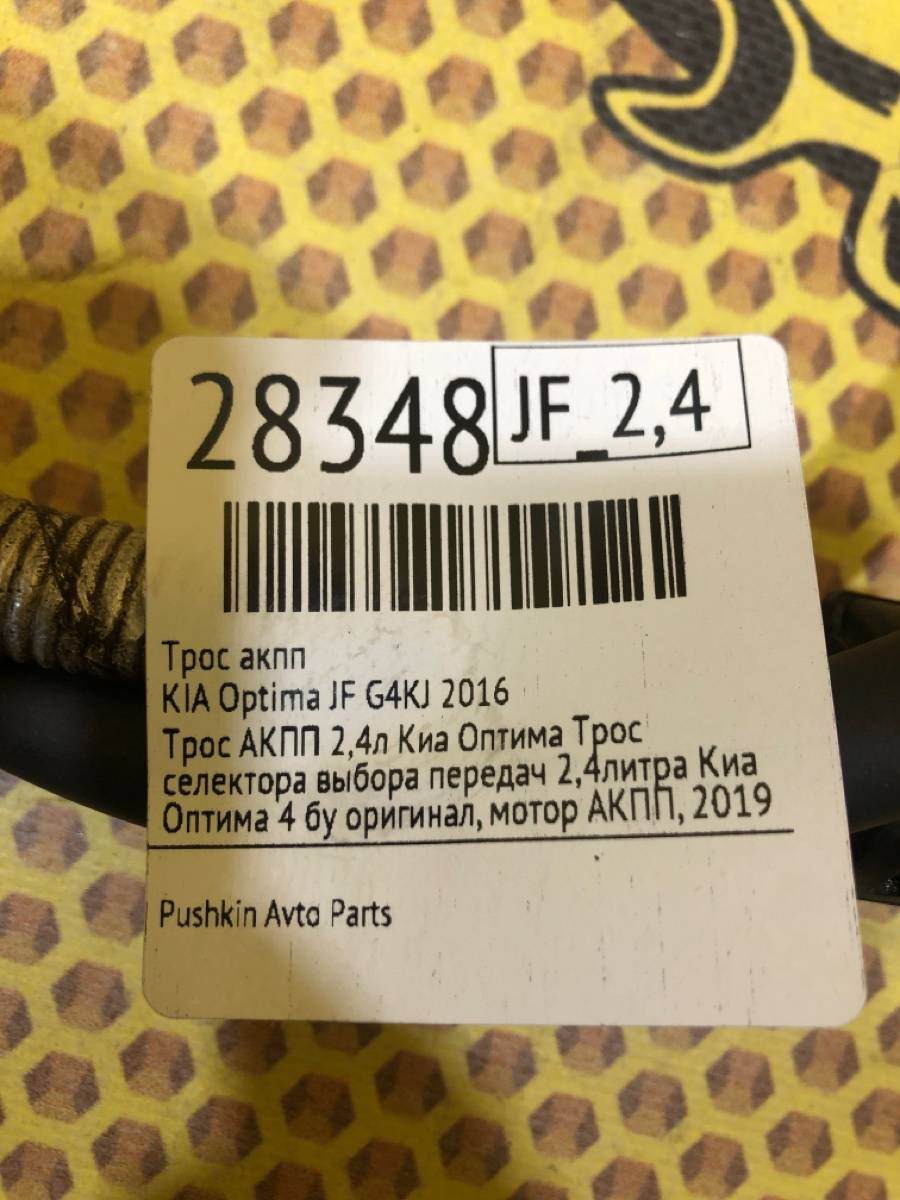 28348 JF_2,4
Трос акпп
KIA Optima JF G4KJ 2016
Трос АКПП 2,4л Киа Оптима Трос
селектора выбора передач 2,4литра Киа
Оптима 4 бу оригинал, мотор АКПП, 2019
Pushkin Avto Parts